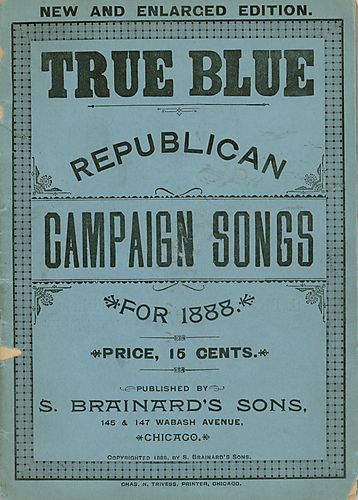 NEW AND ENLARGED EDITION.
TRUE BLUE
REPUBLICAN
CAMPAIGN SONGS
FOR 1888.
PRICE, 15 CENTS.
PUBLISHED BY
S. BRAINARD'S SONS,
145 & 147 WABASH AVENUE,
CHICAGO.
COPYRIGHTED 1888, BY S. BRAINARD'S SONS.
CHAS. N. TRIVESS, PRINTER, CHICAGO.